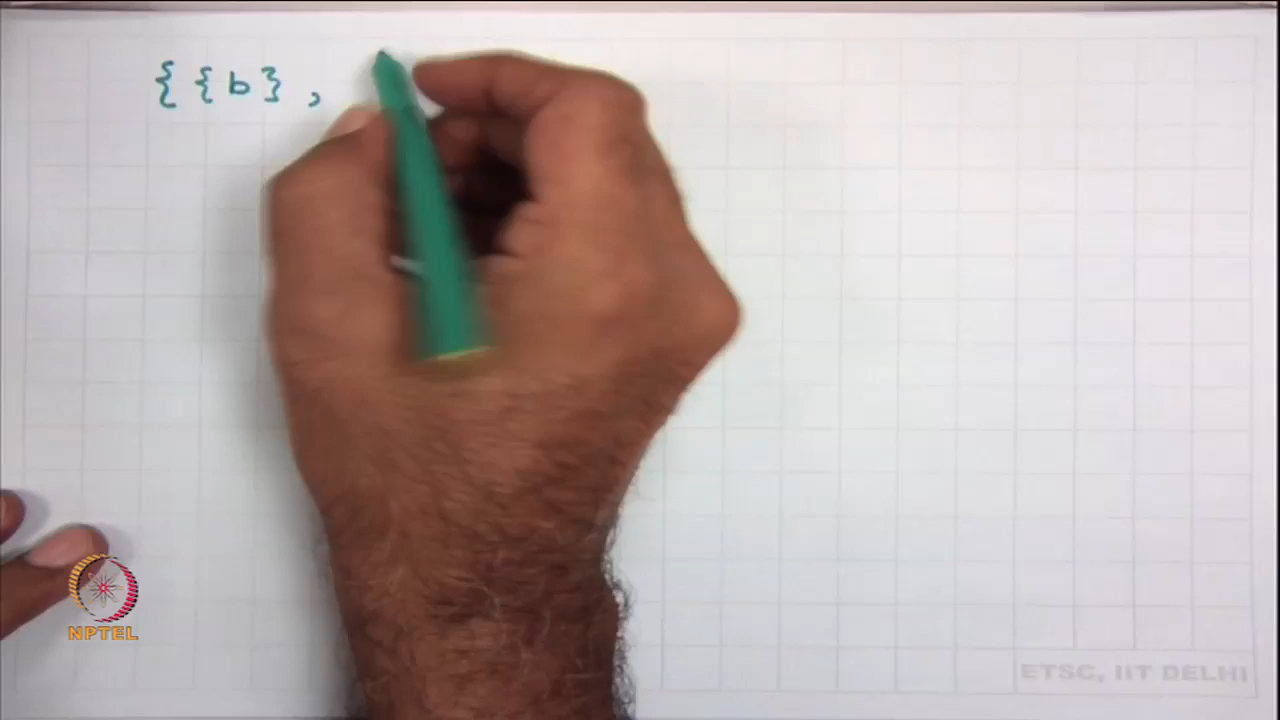 { { b } ,
NPTEL
ETSC, IIT DELHI